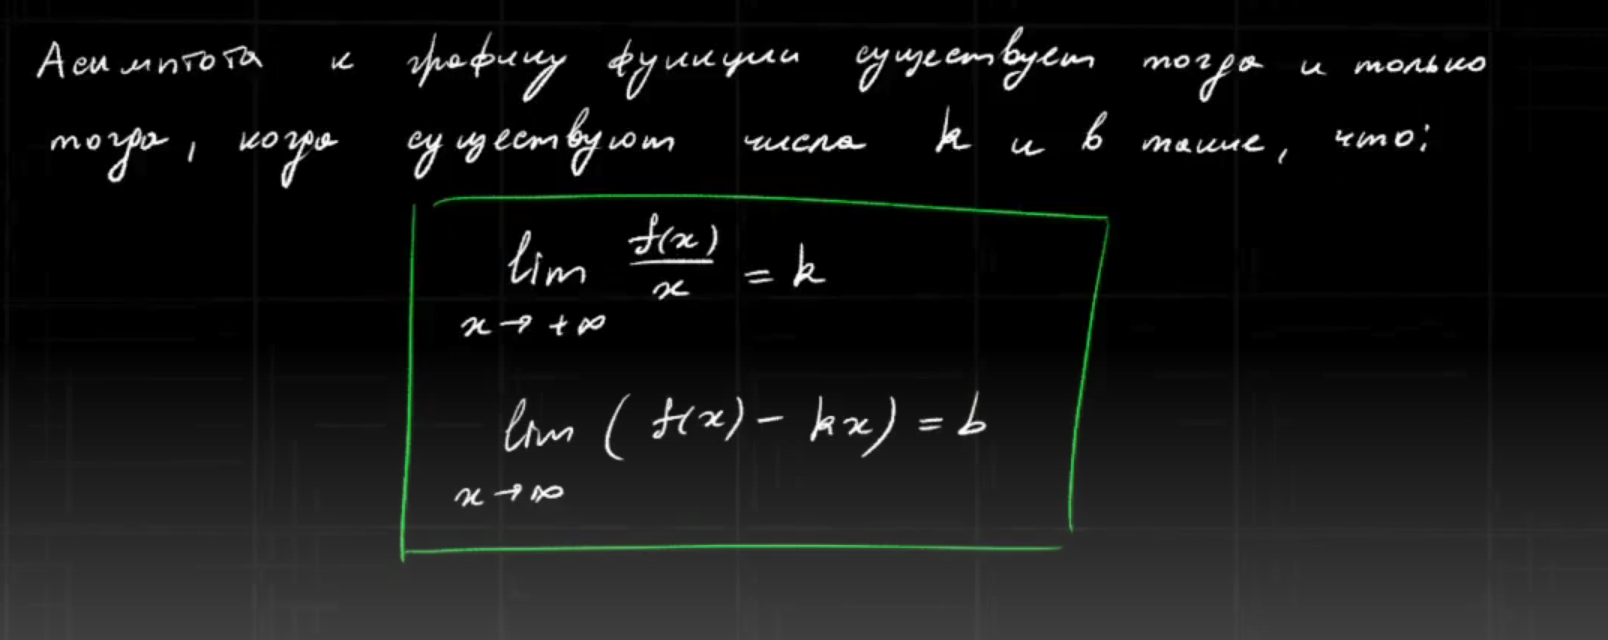 Асимптота к графику функции существует тогда и только
тогда, когда существуют числа k и b такие, что:
lim f(x)/x = k
x → +∞
lim ( f(x) - kx) = b
x → ∞